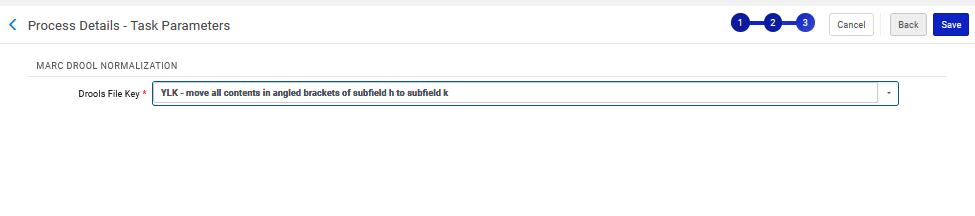 Process Details - Task Parameters
1 2 3
Cancel
Back
Save
MARC DROOL NORMALIZATION
Drools File Key * YLK - move all contents in angled brackets of subfield h to subfield k